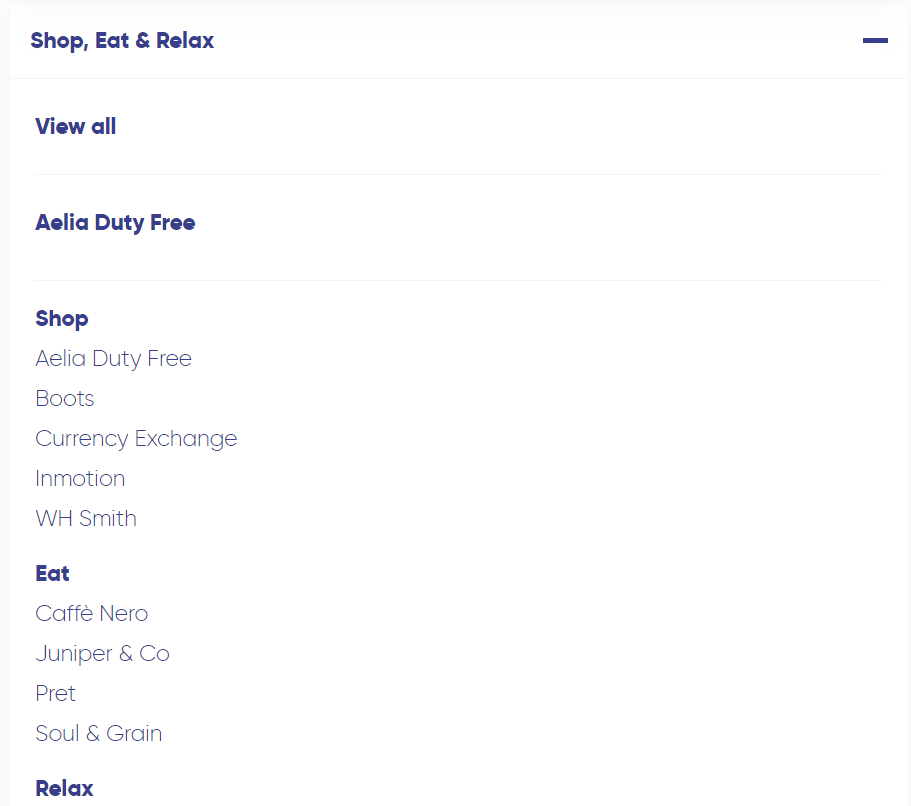 Shop, Eat & Relax
View all
Aelia Duty Free
Shop
Aelia Duty Free
Boots
Currency Exchange
Inmotion
WH Smith
Eat
Caffè Nero
Juniper & Co
Pret
Soul & Grain
Relax